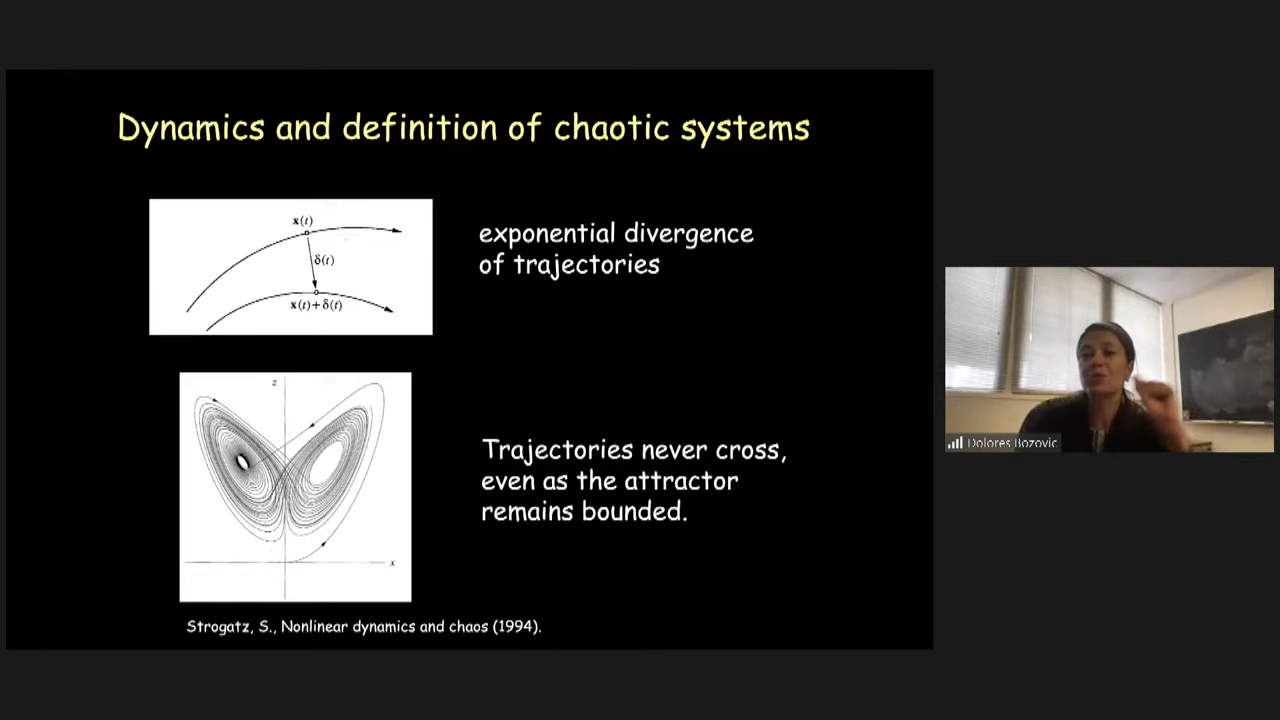 Dynamics and definition of chaotic systems
x(t)
δ(t)
x(t)+δ(t)
exponential divergence
of trajectories
z
x
Trajectories never cross,
even as the attractor
remains bounded.
Strogatz, S., Nonlinear dynamics and chaos (1994).
Dolores Bozovic